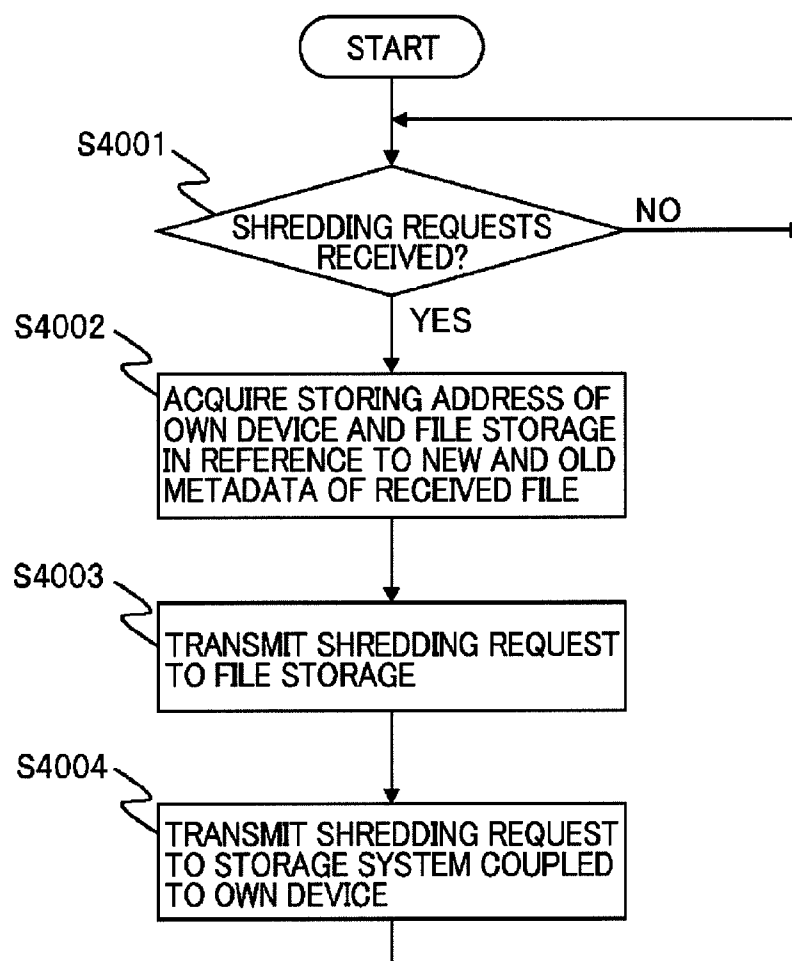 START
S4001
SHREDDING REQUESTS
RECEIVED?
NO
YES
S4002
ACQUIRE STORING ADDRESS OF
OWN DEVICE AND FILE STORAGE
IN REFERENCE TO NEW AND OLD
METADATA OF RECEIVED FILE
S4003
TRANSMIT SHREDDING REQUEST
TO FILE STORAGE
S4004
TRANSMIT SHREDDING REQUEST
TO STORAGE SYSTEM COUPLED
TO OWN DEVICE